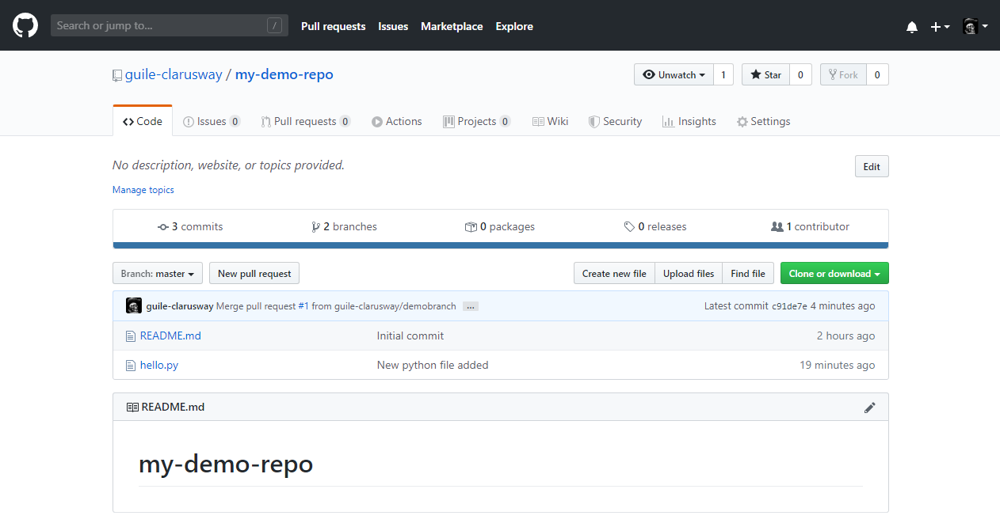 Search or jump to... /
Pull requests Issues Marketplace Explore
guile-clarusway / my-demo-repo
Unwatch 1 Star 0 Fork 0
Code Issues 0 Pull requests 0 Actions Projects 0 Wiki Security Insights Settings
No description, website, or topics provided.
Edit
Manage topics
3 commits 2 branches 0 packages 0 releases 1 contributor
Branch: master New pull request Create new file Upload files Find file Clone or download
guile-clarusway Merge pull request #1 from guile-clarusway/demobranch ... Latest commit c91de7e 4 minutes ago
README.md Initial commit 2 hours ago
hello.py New python file added 19 minutes ago
README.md
my-demo-repo